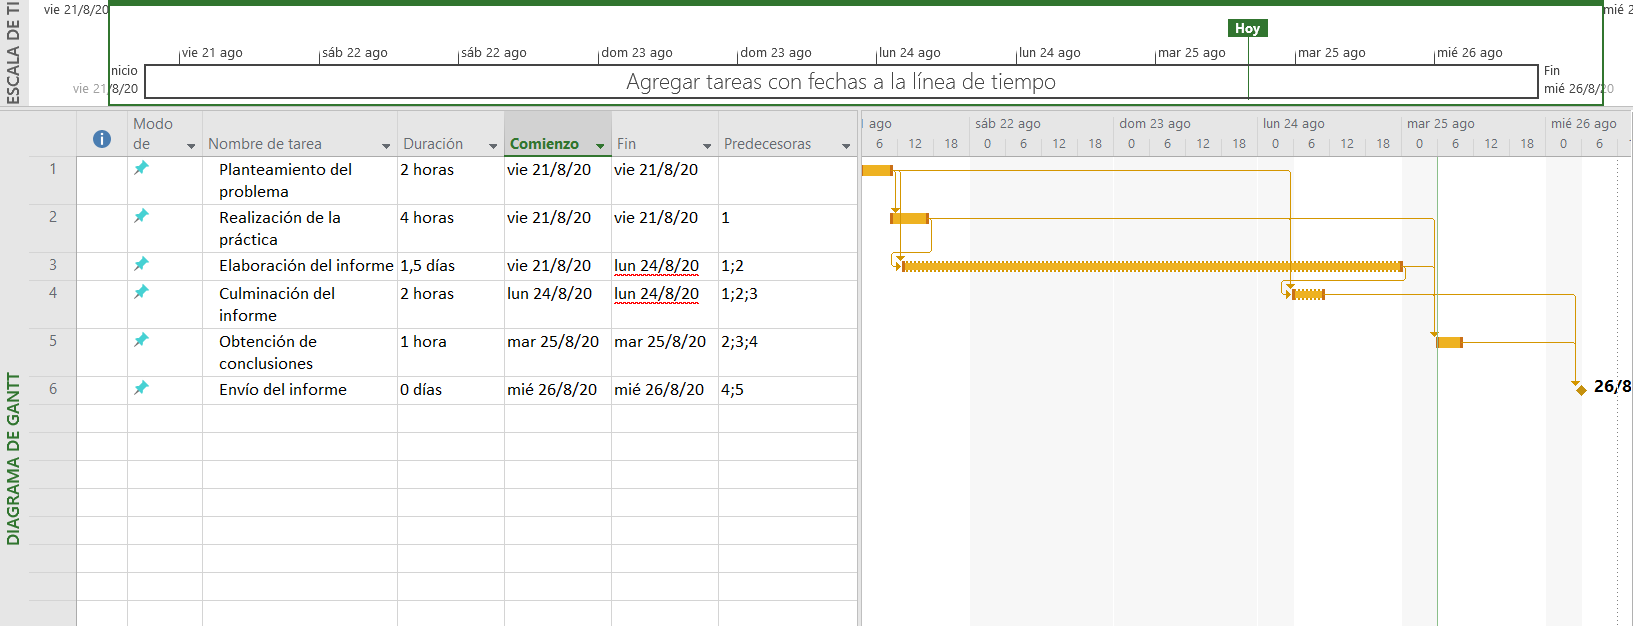 vie 21/8/20
mié 2
Hoy
vie 21 ago
sáb 22 ago
sáb 22 ago
dom 23 ago
dom 23 ago
lun 24 ago
lun 24 ago
mar 25 ago
mar 25 ago
mié 26 ago
nicio
vie 21/8/20
Agregar tareas con fechas a la línea de tiempo
Fin
mié 26/8/20
ESCALA DE TI
Modo de
Nombre de tarea
Duración
Comienzo
Fin
Predecesoras
ago
sáb 22 ago
dom 23 ago
lun 24 ago
mar 25 ago
mié 26 ago
6 12 18 0 6 12 18 0 6 12 18 0 6 12 18 0 6 12 18 0 6
1 Planteamiento del problema 2 horas vie 21/8/20 vie 21/8/20
2 Realización de la práctica 4 horas vie 21/8/20 vie 21/8/20 1
3 Elaboración del informe 1,5 días vie 21/8/20 lun 24/8/20 1;2
4 Culminación del informe 2 horas lun 24/8/20 lun 24/8/20 1;2;3
5 Obtención de conclusiones 1 hora mar 25/8/20 mar 25/8/20 2;3;4
6 Envío del informe 0 días mié 26/8/20 mié 26/8/20 4;5
26/8
DIAGRAMA DE GANTT